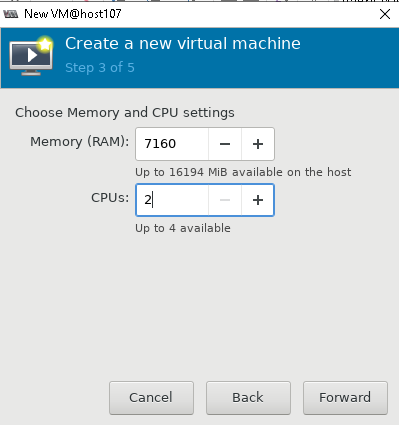 New VM@host107
Create a new virtual machine
Step 3 of 5
Choose Memory and CPU settings
Memory (RAM): 7160
Up to 16194 MiB available on the host
CPUs: 2
Up to 4 available
Cancel Back Forward